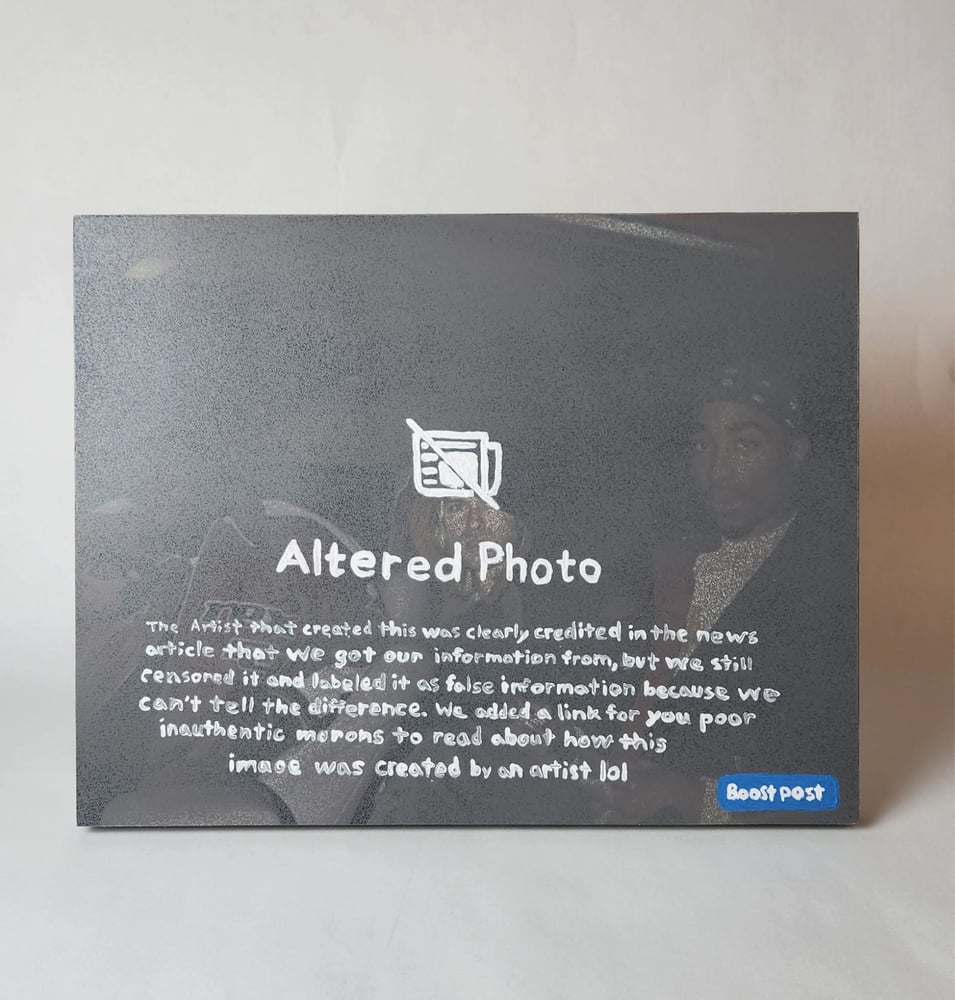 Altered Photo
The Artist that created this was clearly credited in the news
article that we got our information from, but we still
censored it and labeled it as false information because we
can't tell the difference. We added a link for you poor
inauthentic morons to read about how this
image was created by an artist lol
Boost post